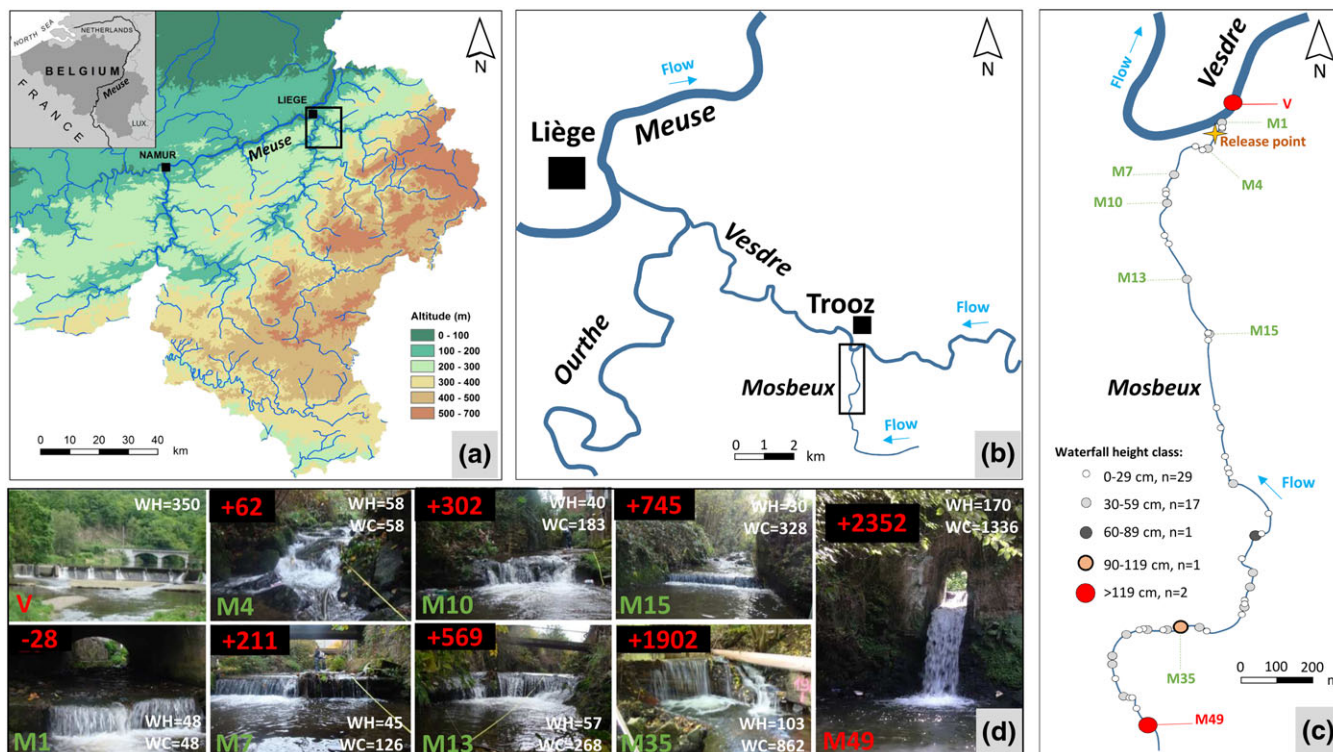 NORTH SEA
NETHERLANDS
BELGIUM
Meuse
FRANCE
LUX.
N
LIEGE
NAMUR
Meuse
Altitude (m)
0 - 100
100 - 200
200 - 300
300 - 400
400 - 500
500 - 700
0 10 20 30 40
km
(a)
N
Flow
Meuse
Liège
Vesdre
Trooz
Flow
Ourthe
Mosbeux
Flow
0 1 2
km
(b)
N
Flow
Vesdre
V
M1
Release point
M4
M7
M10
M13
M15
Mosbeux
Waterfall height class:
0-29 cm, n=29
30-59 cm, n=17
60-89 cm, n=1
90-119 cm, n=1
>119 cm, n=2
Flow
M35
0 100 200
m
M49
(c)
WH=350
V
+62
WH=58
WC=58
M4
+302
WH=40
WC=183
M10
+745
WH=30
WC=328
M15
+2352
WH=170
WC=1336
M49
-28
WH=48
WC=48
M1
+211
WH=45
WC=126
M7
+569
WH=57
WC=268
M13
+1902
WH=103
WC=862
M35
(d)